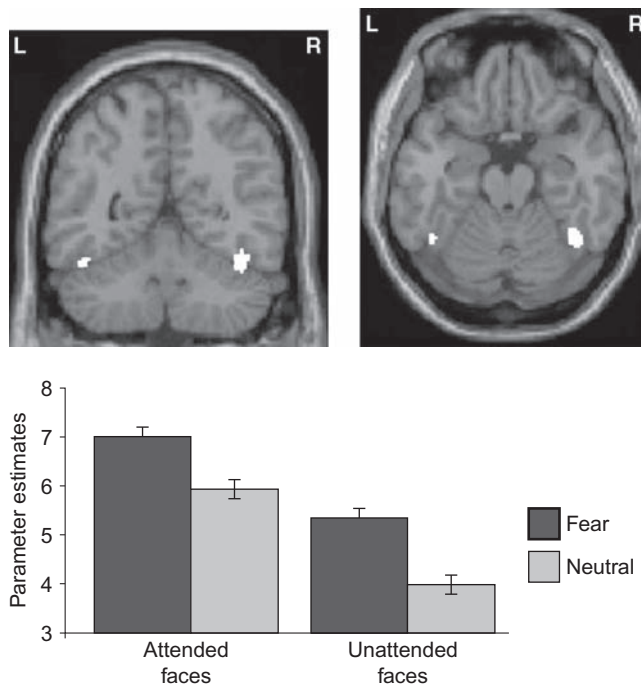 L
R
L
R
Parameter estimates
8
7
6
5
4
3
Attended
faces
Unattended
faces
Fear
Neutral